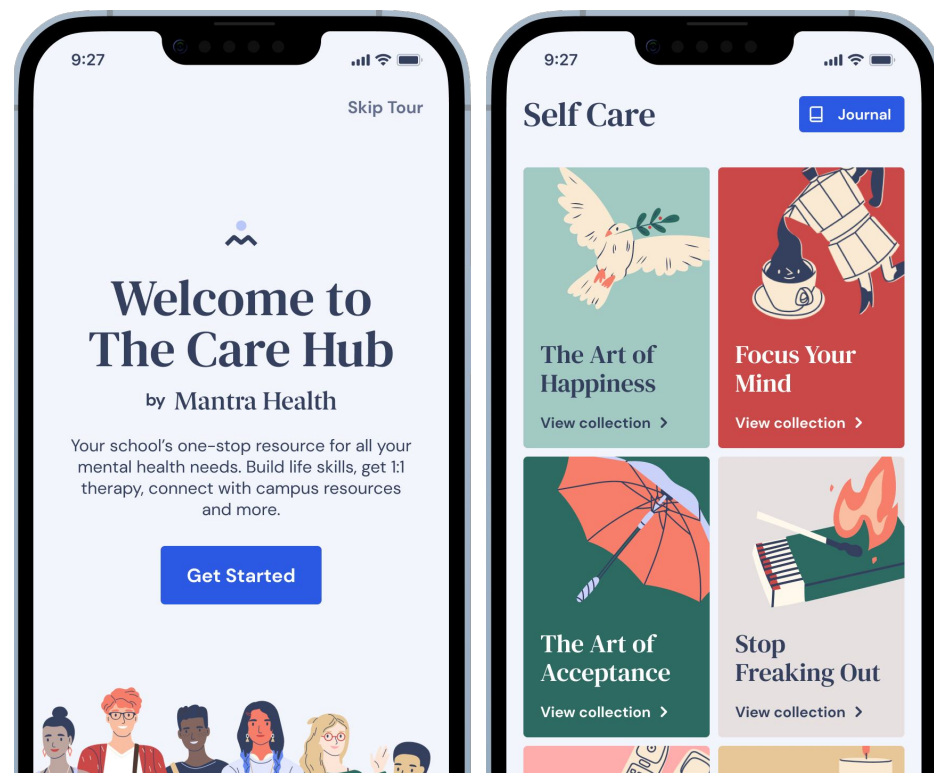 9:27
Skip Tour
Welcome to
The Care Hub
by Mantra Health
Your school's one-stop resource for all your
mental health needs. Build life skills, get 1:1
therapy, connect with campus resources
and more.
Get Started
9:27
Self Care
Journal
The Art of
Happiness
View collection
Focus Your
Mind
View collection
The Art of
Acceptance
View collection
Stop
Freaking Out
View collection